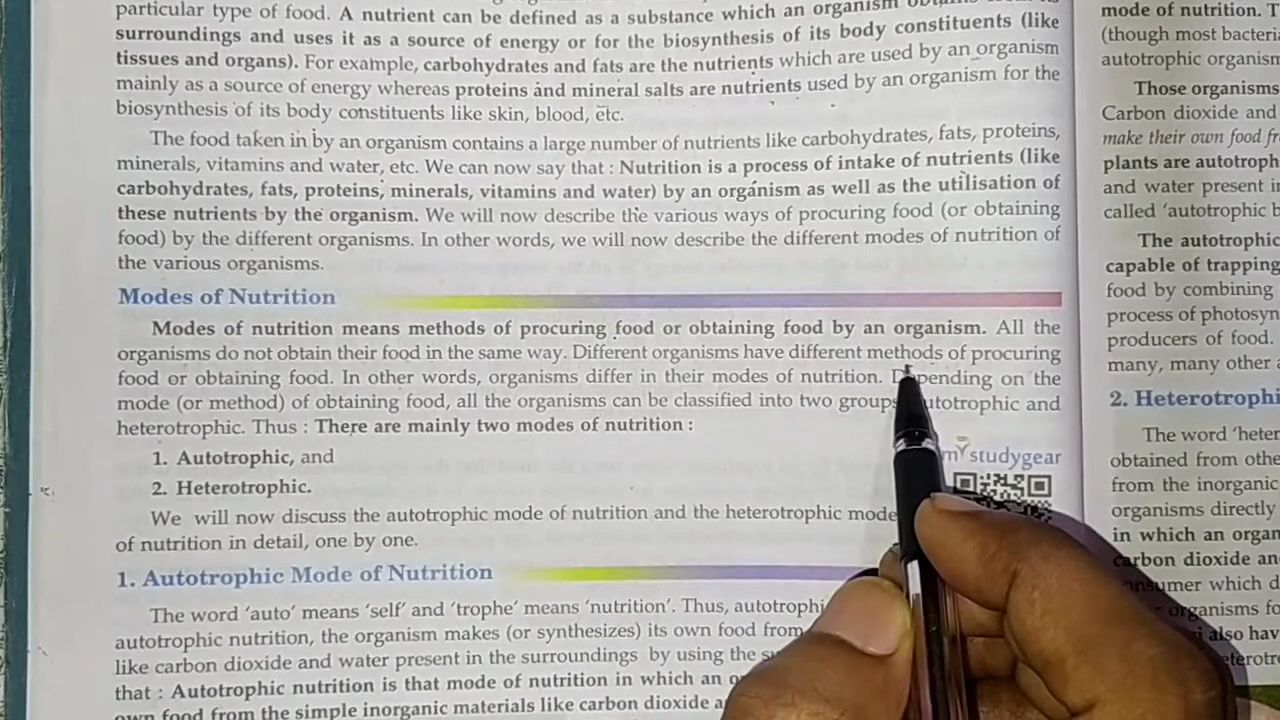 particular type of food. A nutrient can be defined as a substance which an organism
surroundings and uses it as a source of energy or for the biosynthesis of its body constituents (like
tissues and organs). For example, carbohydrates and fats are the nutrients which are used by an organism
mainly as a source of energy whereas proteins and mineral salts are nutrients used by an organism for the
biosynthesis of its body constituents like skin, blood, etc.
The food taken in by an organism contains a large number of nutrients like carbohydrates, fats, proteins,
minerals, vitamins and water, etc. We can now say that : Nutrition is a process of intake of nutrients (like
carbohydrates, fats, proteins, minerals, vitamins and water) by an organism as well as the utilisation of
these nutrients by the organism. We will now describe the various ways of procuring food (or obtaining
food) by the different organisms. In other words, we will now describe the different modes of nutrition of
the various organisms.
Modes of Nutrition
Modes of nutrition means methods of procuring food or obtaining food by an organism. All the
organisms do not obtain their food in the same way. Different organisms have different methods of procuring
food or obtaining food. In other words, organisms differ in their modes of nutrition. Depending on the
mode (or method) of obtaining food, all the organisms can be classified into two groups autotrophic and
heterotrophic. Thus : There are mainly two modes of nutrition :
1. Autotrophic, and
2. Heterotrophic.
We will now discuss the autotrophic mode of nutrition and the heterotrophic mode
of nutrition in detail, one by one.
mystudygear
1. Autotrophic Mode of Nutrition
The word 'auto' means 'self' and 'trophe' means 'nutrition'. Thus,
autotrophic nutrition, the organism makes (or synthesizes) its own food from
like carbon dioxide and water present in the surroundings by using the
that : Autotrophic nutrition is that mode of nutrition in which an
own food from the simple inorganic materials like carbon dioxide
mode of nutrition.
(though most
autotrophic
Those organisms
Carbon dioxide and
make their own food
plants are
and water present
called 'autotrophic
The autotrophic
capable of trapping
food by combining
process of
producers of food.
many, many other
2. 
The word
obtained from
from the inorganic
organisms directly
in which an
carbon dioxide
which
organisms
also